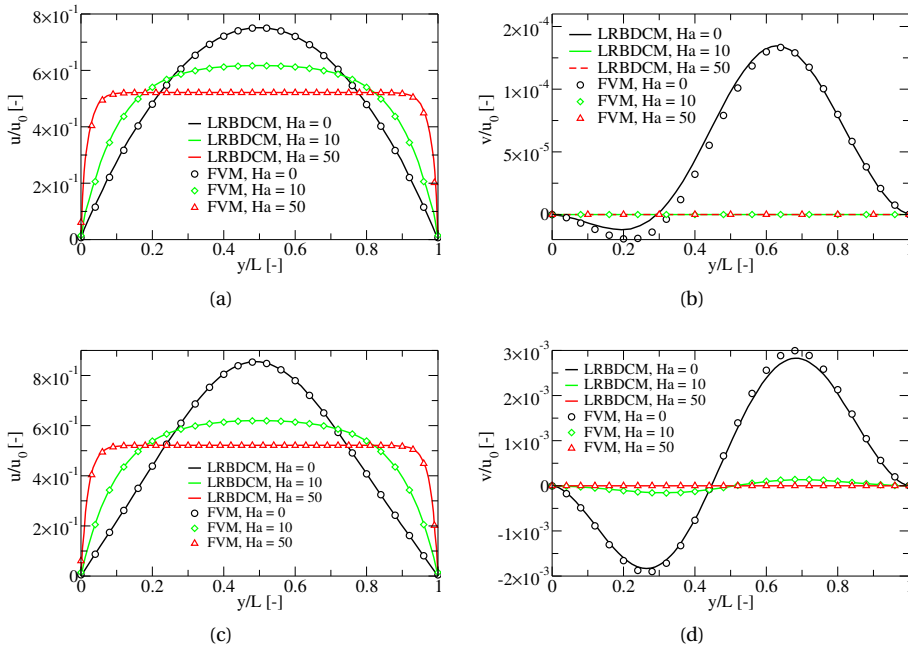 8×10⁻¹
6×10⁻¹
4×10⁻¹
2×10⁻¹
0
u/u₀ [-]
LRBDCM, Ha = 0
LRBDCM, Ha = 10
LRBDCM, Ha = 50
FVM, Ha = 0
FVM, Ha = 10
FVM, Ha = 50
0 0.2 0.4 0.6 0.8 1
y/L [-]
(a)
2×10⁻⁴
1×10⁻⁴
5×10⁻⁵
0
v/u₀ [-]
LRBDCM, Ha = 0
LRBDCM, Ha = 10
LRBDCM, Ha = 50
FVM, Ha = 0
FVM, Ha = 10
FVM, Ha = 50
0 0.2 0.4 0.6 0.8 1
y/L [-]
(b)
8×10⁻¹
6×10⁻¹
4×10⁻¹
2×10⁻¹
0
u/u₀ [-]
LRBDCM, Ha = 0
LRBDCM, Ha = 10
LRBDCM, Ha = 50
FVM, Ha = 0
FVM, Ha = 10
FVM, Ha = 50
0 0.2 0.4 0.6 0.8 1
y/L [-]
(c)
3×10⁻³
2×10⁻³
1×10⁻³
0
-1×10⁻³
-2×10⁻³
v/u₀ [-]
LRBDCM, Ha = 0
LRBDCM, Ha = 10
LRBDCM, Ha = 50
FVM, Ha = 0
FVM, Ha = 10
FVM, Ha = 50
0 0.2 0.4 0.6 0.8 1
y/L [-]
(d)